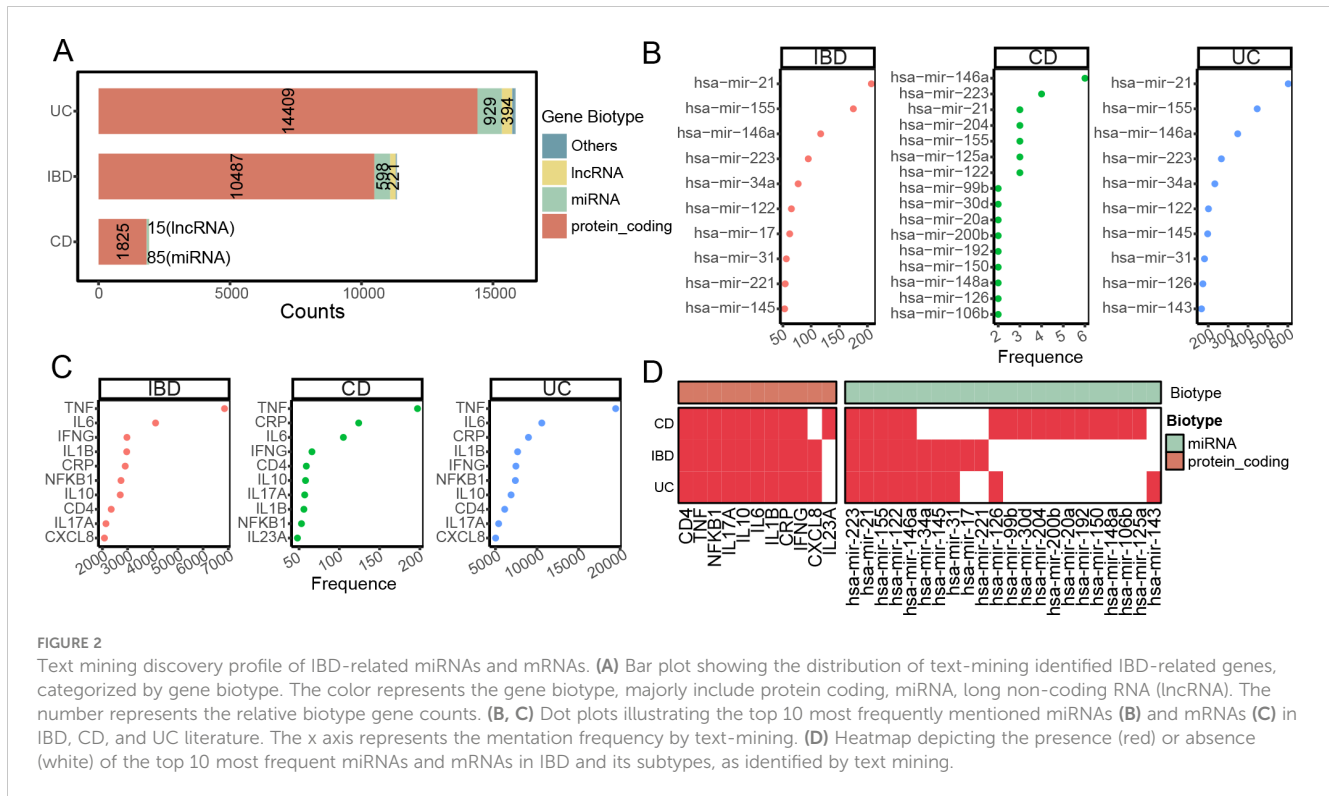 A
UC
IBD
CD
14409
929
394
10487
598
221
1825
15(lncRNA)
85(miRNA)
0
5000
10000
15000
Counts
Gene Biotype
Others
lncRNA
miRNA
protein_coding
B
IBD
hsa-mir-21
hsa-mir-155
hsa-mir-146a
hsa-mir-223
hsa-mir-34a
hsa-mir-122
hsa-mir-17
hsa-mir-31
hsa-mir-221
hsa-mir-145
50
100
150
200
CD
hsa-mir-146a
hsa-mir-223
hsa-mir-21
hsa-mir-204
hsa-mir-155
hsa-mir-125a
hsa-mir-122
hsa-mir-99b
hsa-mir-30d
hsa-mir-20a
hsa-mir-200b
hsa-mir-192
hsa-mir-150
hsa-mir-148a
hsa-mir-126
hsa-mir-106b
2
3
4
5
6
Frequence
UC
hsa-mir-21
hsa-mir-155
hsa-mir-146a
hsa-mir-223
hsa-mir-34a
hsa-mir-122
hsa-mir-145
hsa-mir-31
hsa-mir-126
hsa-mir-143
200
300
400
500
600
C
IBD
TNF
IL6
IFNG
IL1B
CRP
NFKB1
IL10
CD4
IL17A
CXCL8
2000
3000
4000
5000
6000
7000
CD
TNF
CRP
IL6
IFNG
CD4
IL10
IL17A
IL1B
NFKB1
IL23A
50
100
150
200
Frequence
UC
TNF
IL6
CRP
IL1B
IFNG
NFKB1
IL10
CD4
IL17A
CXCL8
5000
10000
15000
20000
D
Biotype
CD
IBD
UC
CD4
TNF
NFKB1
IL17A
IL10
IL6
IL1B
CRP
IFNG
CXCL8
IL23A
hsa-mir-223
hsa-mir-21
hsa-mir-155
hsa-mir-122
hsa-mir-146a
hsa-mir-34a
hsa-mir-145
hsa-mir-31
hsa-mir-17
hsa-mir-221
hsa-mir-126
hsa-mir-99b
hsa-mir-30d
hsa-mir-204
hsa-mir-200b
hsa-mir-20a
hsa-mir-192
hsa-mir-150
hsa-mir-148a
hsa-mir-106b
hsa-mir-125a
hsa-mir-143
Biotype
miRNA
protein_coding
FIGURE 2
Text mining discovery profile of IBD-related miRNAs and mRNAs. (A) Bar plot showing the distribution of text-mining identified IBD-related genes,
categorized by gene biotype. The color represents the gene biotype, majorly include protein coding, miRNA, long non-coding RNA (lncRNA). The
number represents the relative biotype gene counts. (B, C) Dot plots illustrating the top 10 most frequently mentioned miRNAs (B) and mRNAs (C) in
IBD, CD, and UC literature. The x axis represents the mentation frequency by text-mining. (D) Heatmap depicting the presence (red) or absence
(white) of the top 10 most frequent miRNAs and mRNAs in IBD and its subtypes, as identified by text mining.